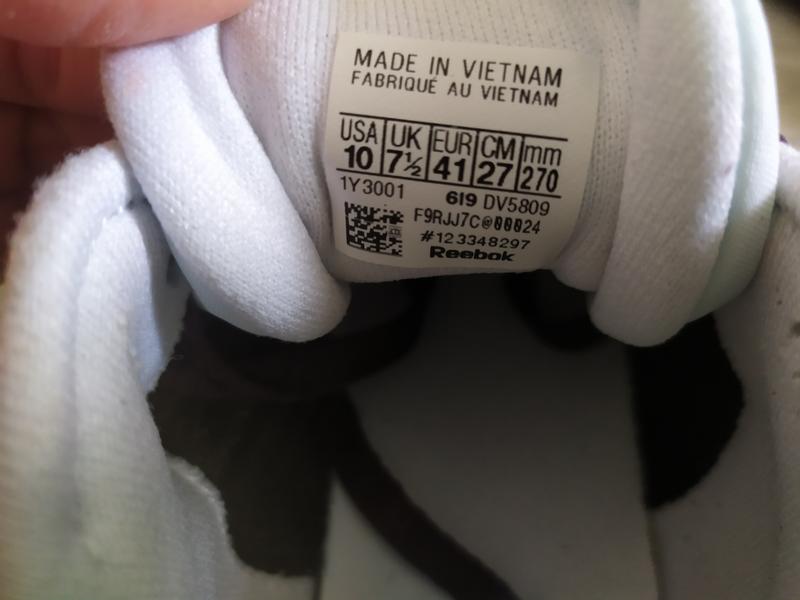 MADE IN VIETNAM
FABRIQUÉ AU VIETNAM
USA UK EUR CM mm
10 7½ 41 27 270
1Y3001 619 DV5809
F9RJJ7C@00024
#123348297
Reebok